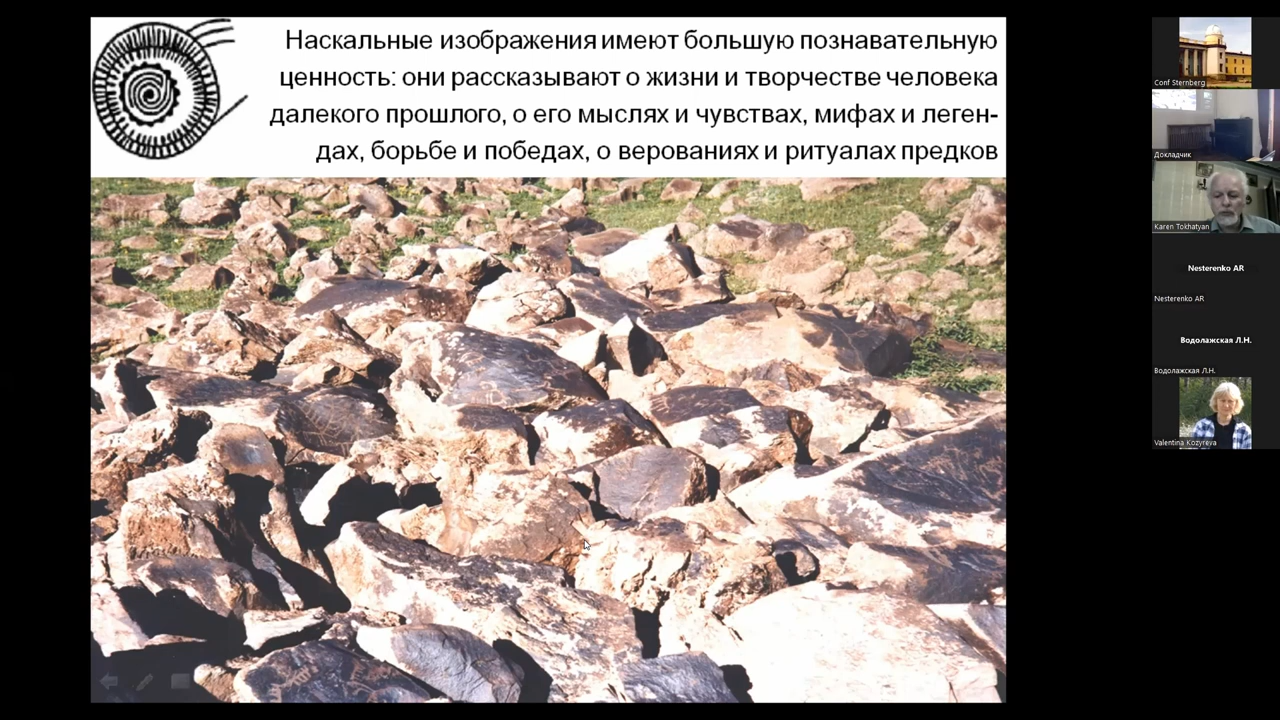 Наскальные изображения имеют большую познавательную
ценность: они рассказывают о жизни и творчестве человека
далекого прошлого, о его мыслях и чувствах, мифах и леген-
дах, борьбе и победах, о верованиях и ритуалах предков
Conf Sternberg
Докладчик
Karen Tokhatyan
Nesterenko AR
Nesterenko AR
Водолажская Л.Н.
Водолажская Л.Н.
Valentina Kozyreva